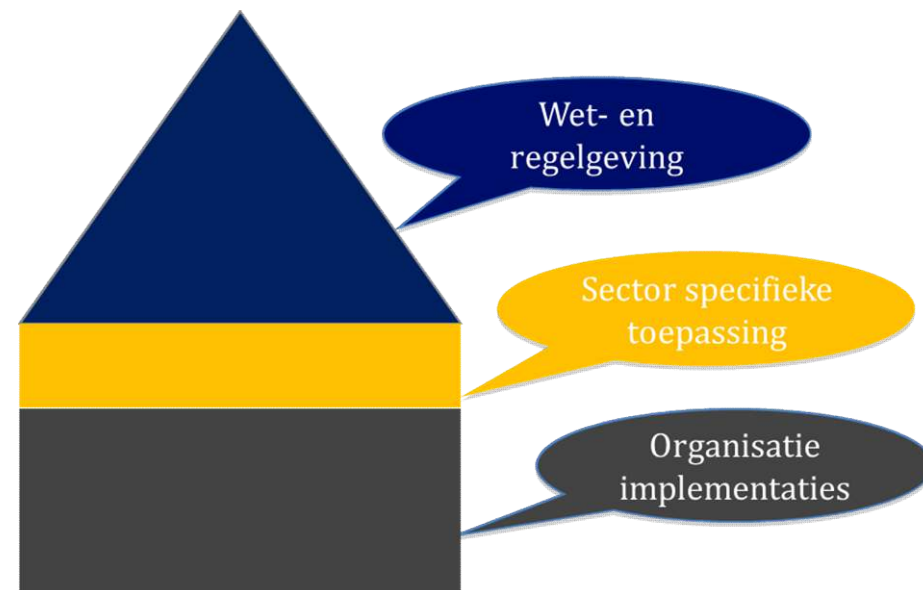 Wet- en
regelgeving
Sector specifieke
toepassing
Organisatie
implementaties